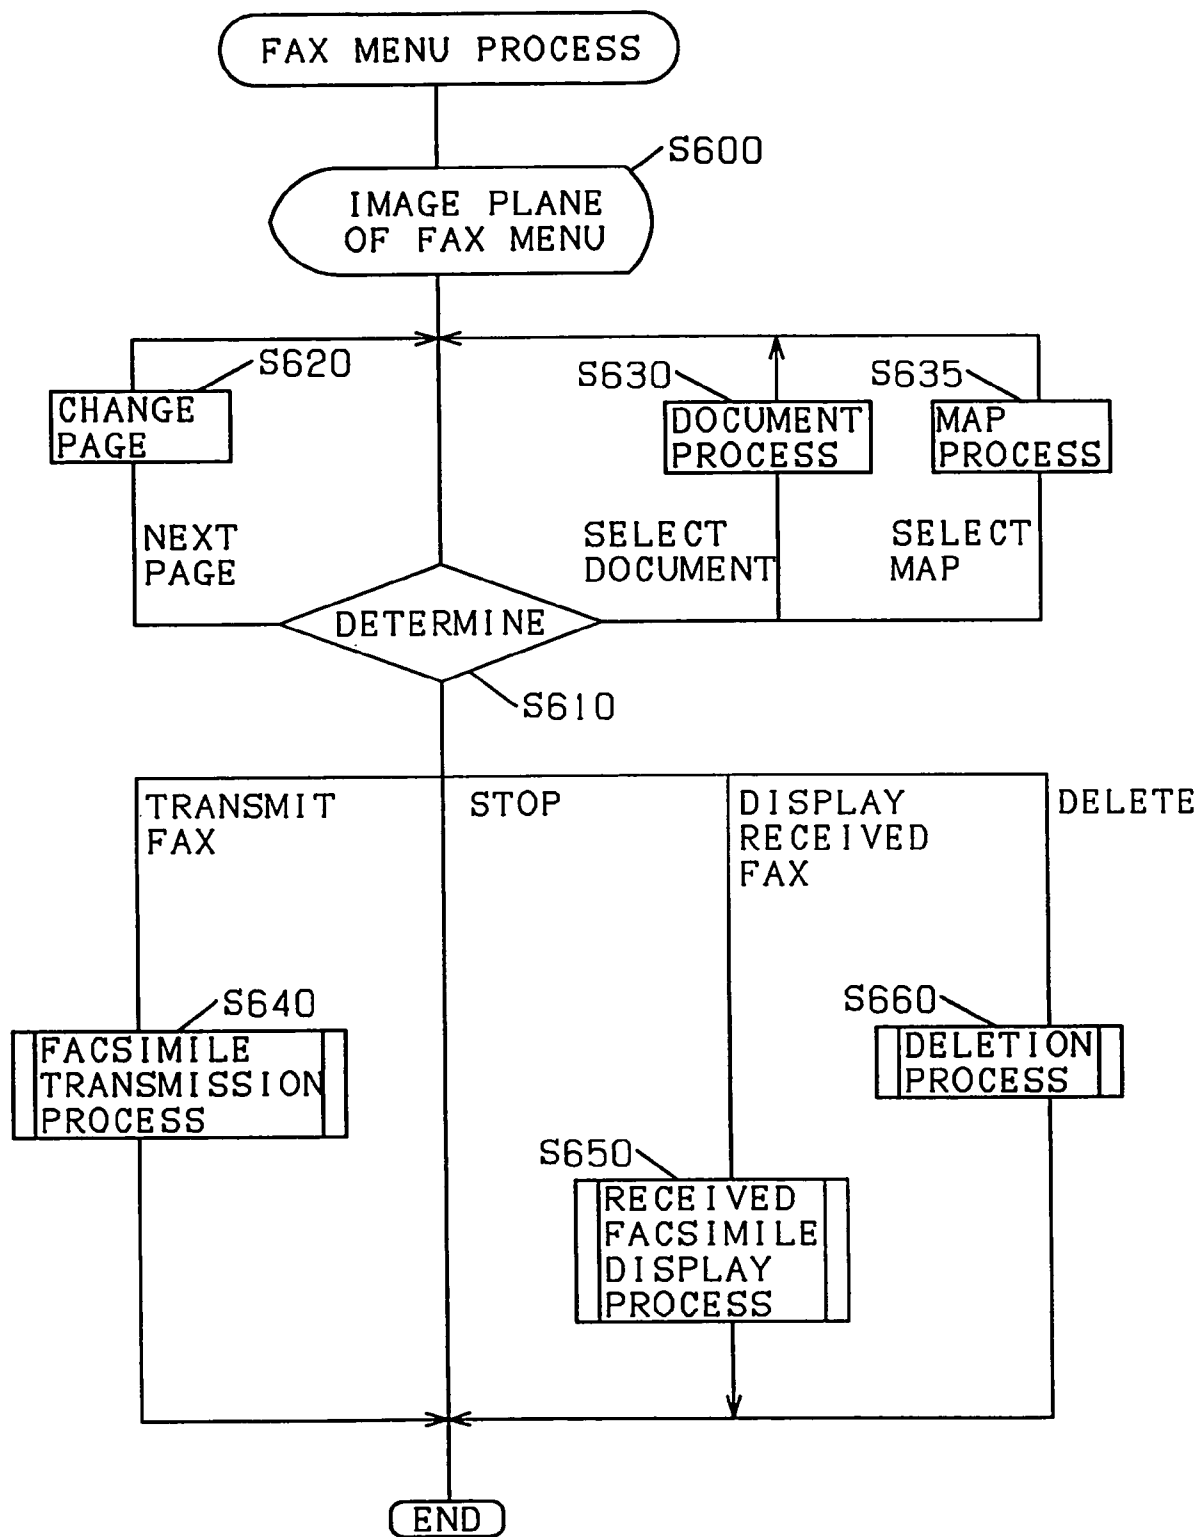 FAX MENU PROCESS
S600
IMAGE PLANE
OF FAX MENU
S620
CHANGE
PAGE
S630
DOCUMENT
PROCESS
S635
MAP
PROCESS
NEXT
PAGE
SELECT
DOCUMENT
SELECT
MAP
DETERMINE
S610
TRANSMIT
FAX
STOP
DISPLAY
RECEIVED
FAX
DELETE
S640
FACSIMILE
TRANSMISSION
PROCESS
S660
DELETION
PROCESS
S650
RECEIVED
FACSIMILE
DISPLAY
PROCESS
END